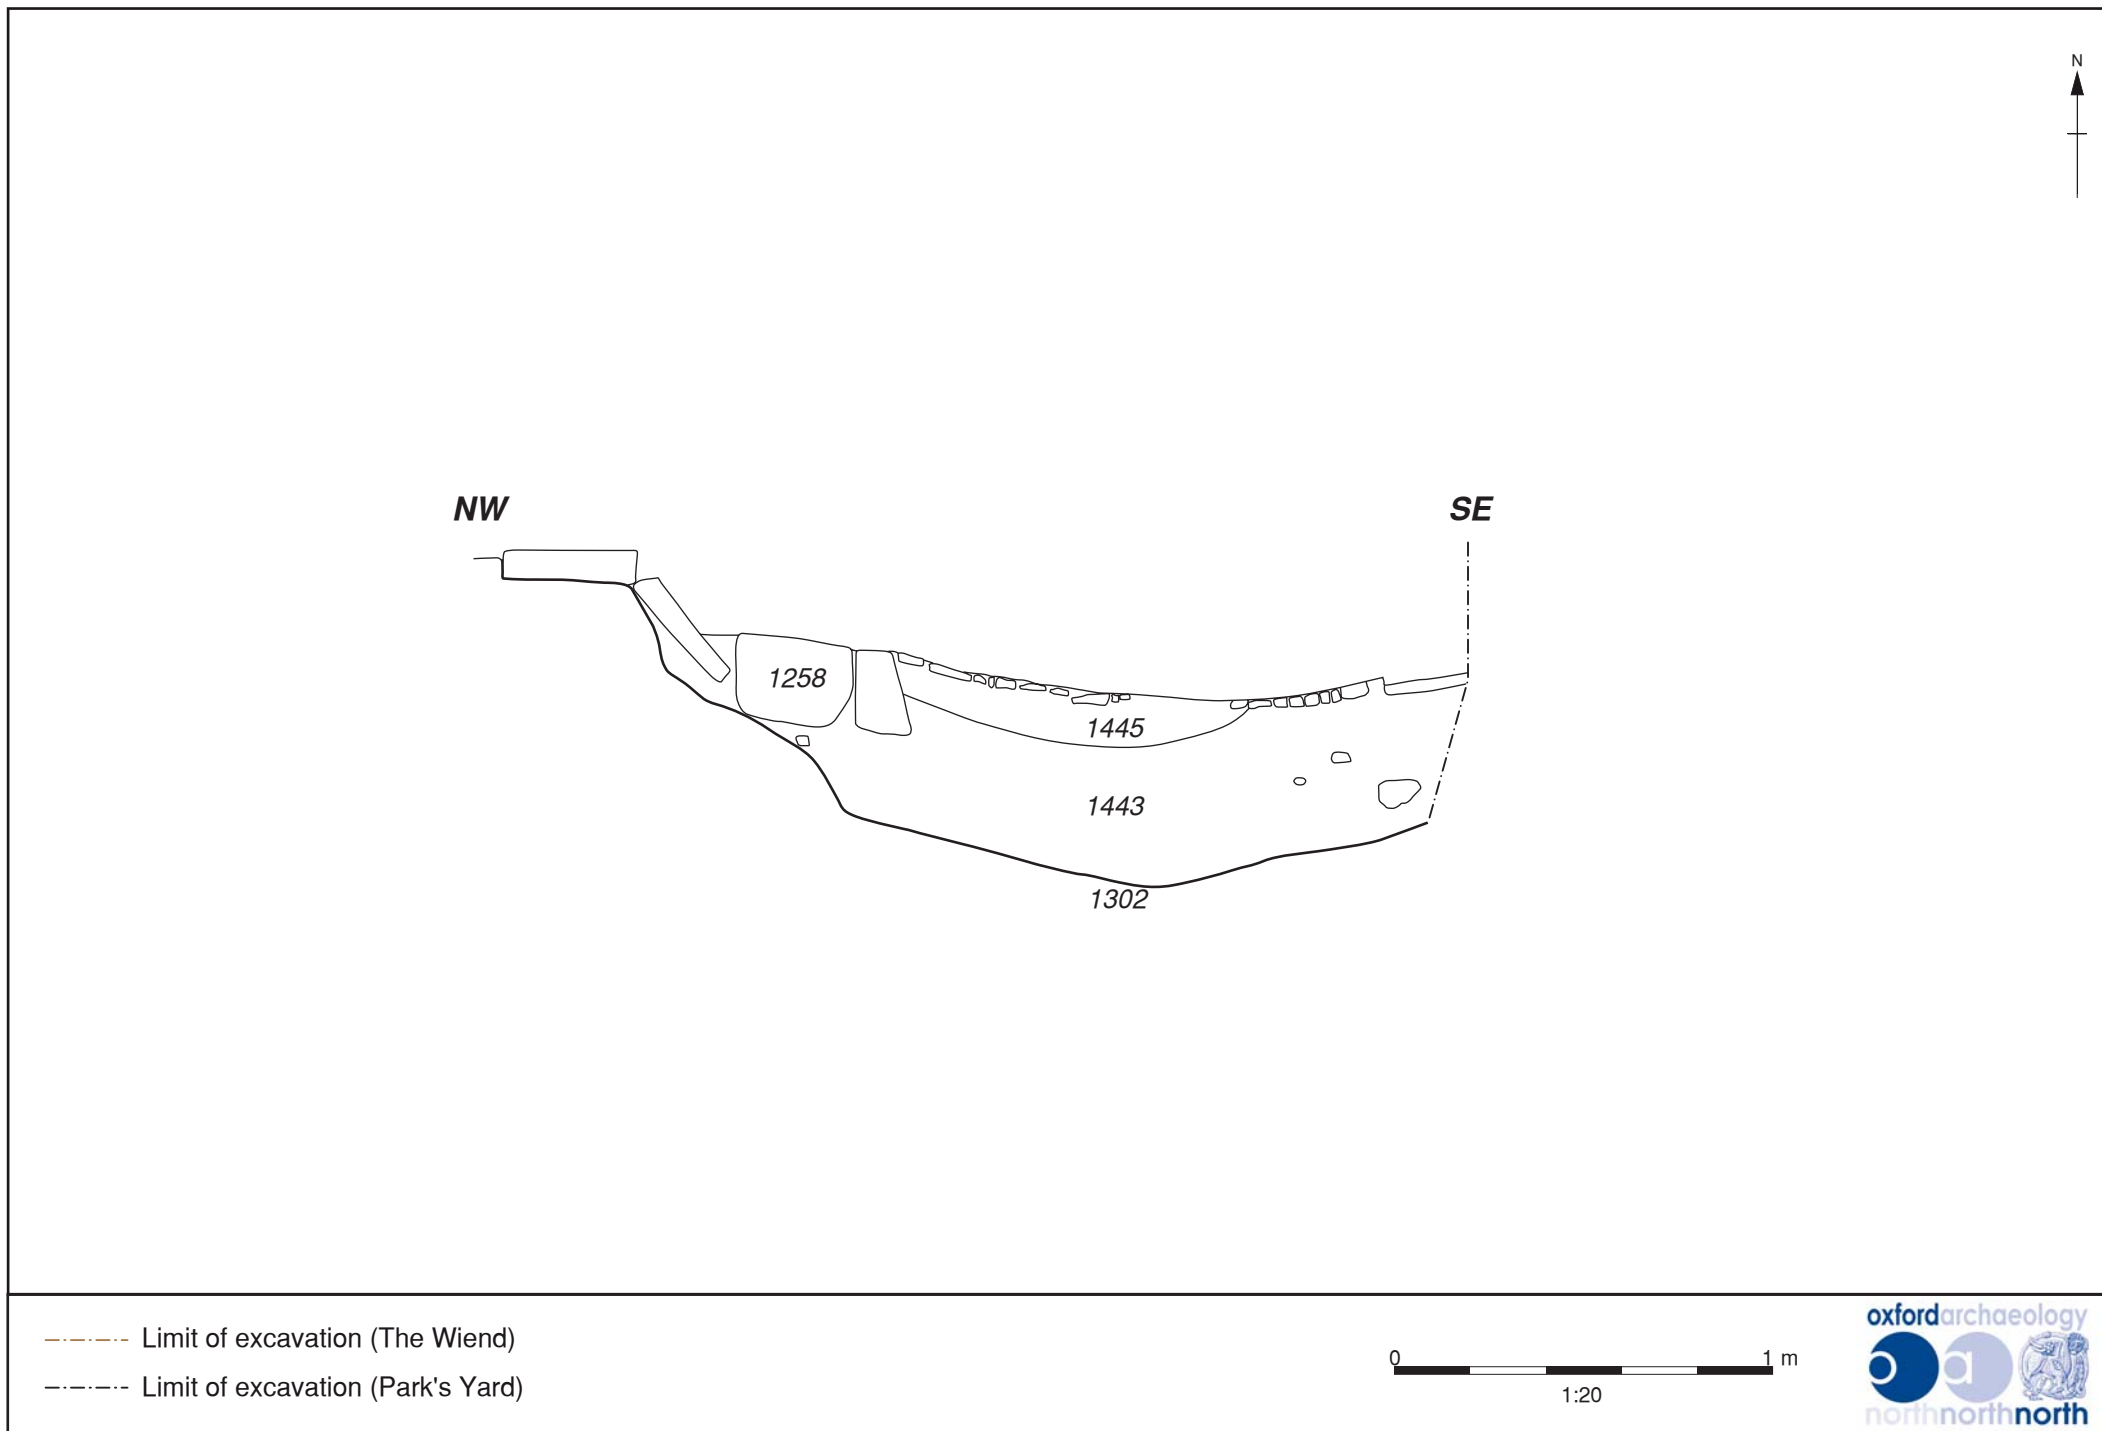 N
NW
SE
1258
1445
1443
1302
Limit of excavation (The Wiend)
Limit of excavation (Park's Yard)
0 1 m
1:20
oxfordarchaeology
oa
northnorthnorth